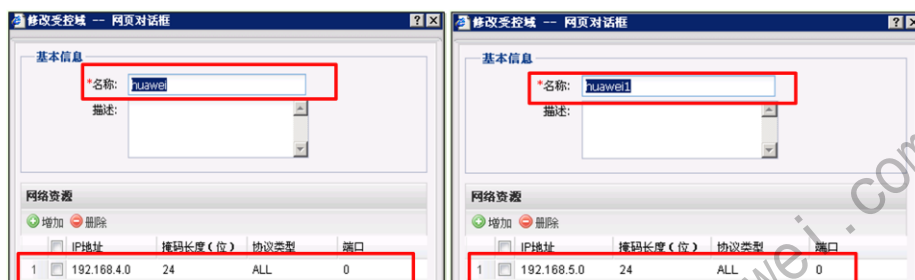 修改受控域 -- 网页对话框
基本信息
*名称: huawei
描述:
网络资源
增加 删除
IP地址 掩码长度(位) 协议类型 端口
1 192.168.4.0 24 ALL 0
修改受控域 -- 网页对话框
基本信息
*名称: huawei1
描述:
网络资源
增加 删除
IP地址 掩码长度(位) 协议类型 端口
1 192.168.5.0 24 ALL 0